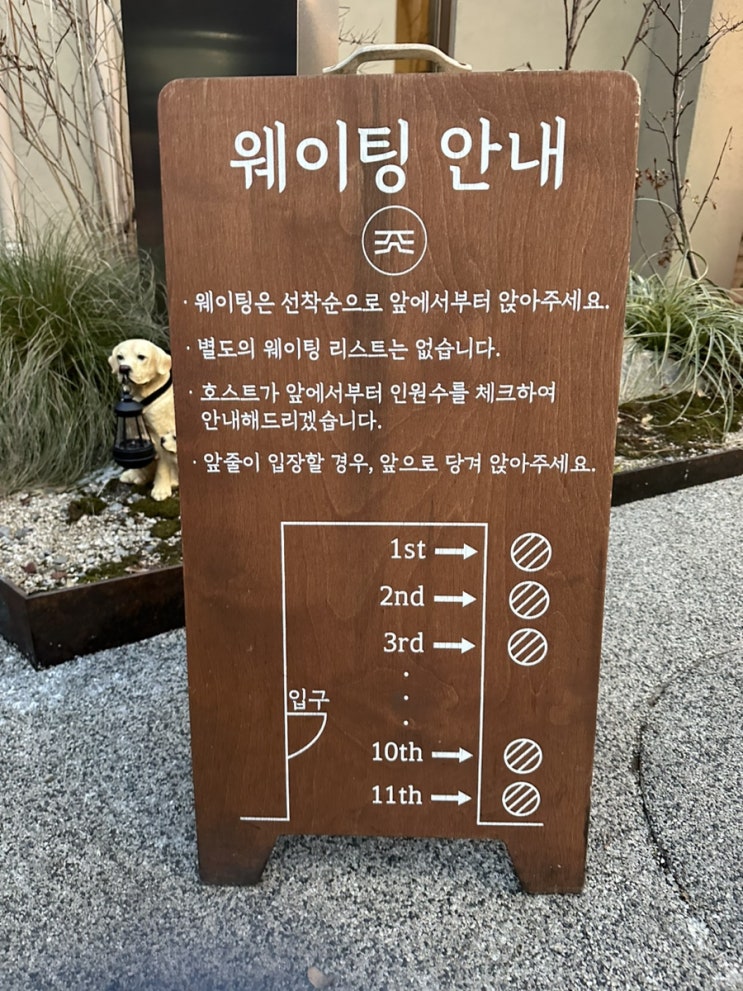 웨이팅 안내
· 웨이팅은 선착순으로 앞에서부터 앉아주세요.
· 별도의 웨이팅 리스트는 없습니다.
· 호스트가 앞에서부터 인원수를 체크하여
안내해드리겠습니다.
· 앞줄이 입장할 경우, 앞으로 당겨 앉아주세요.
1st
2nd
3rd
입구
10th
11th